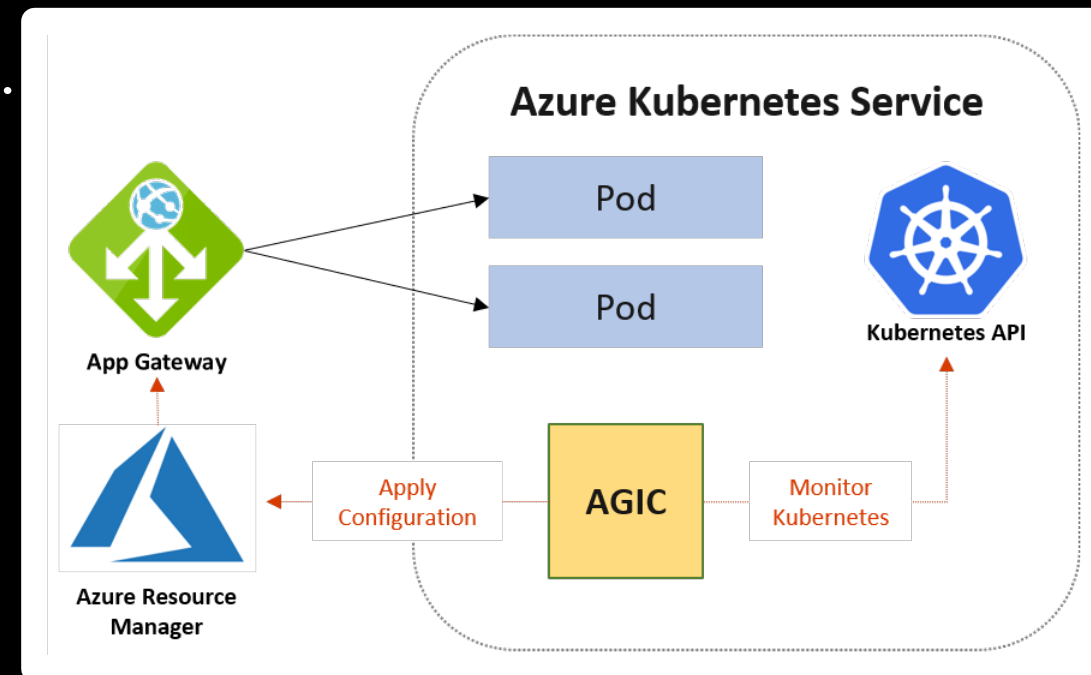 Azure Kubernetes Service
Pod
Pod
App Gateway
Kubernetes API
Apply
Configuration
AGIC
Monitor
Kubernetes
Azure Resource
Manager